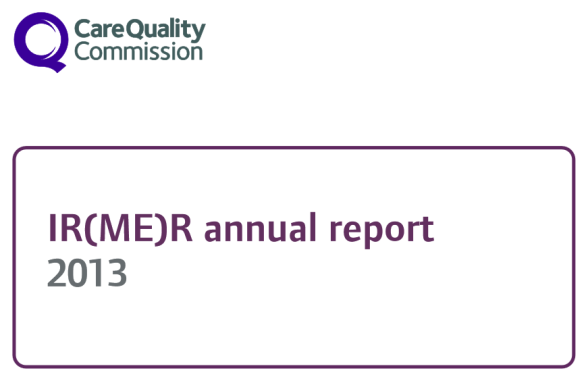 CareQuality
Commission
IR(ME)R annual report
2013